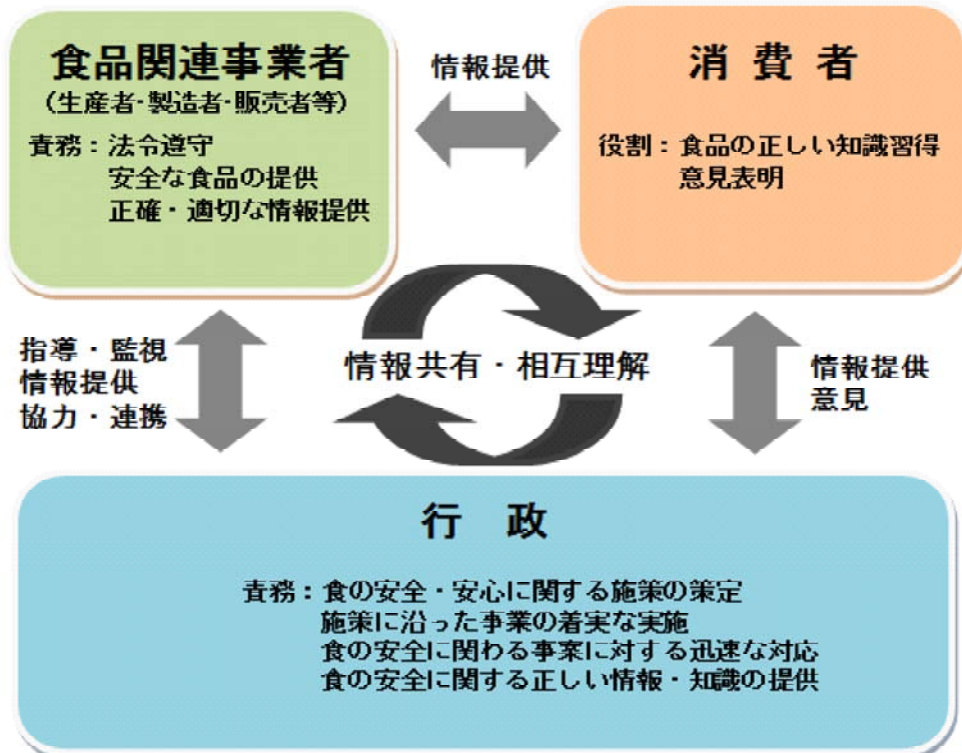 食品関連事業者
(生産者・製造者・販売者等)
責務：法令遵守
安全な食品の提供
正確・適切な情報提供
情報提供
消費者
役割：食品の正しい知識習得
意見表明
指導・監視
情報提供
協力・連携
情報共有・相互理解
情報提供
意見
行政
責務：食の安全・安心に関する施策の策定
施策に沿った事業の着実な実施
食の安全に関わる事案に対する迅速な対応
食の安全に関する正しい情報・知識の提供